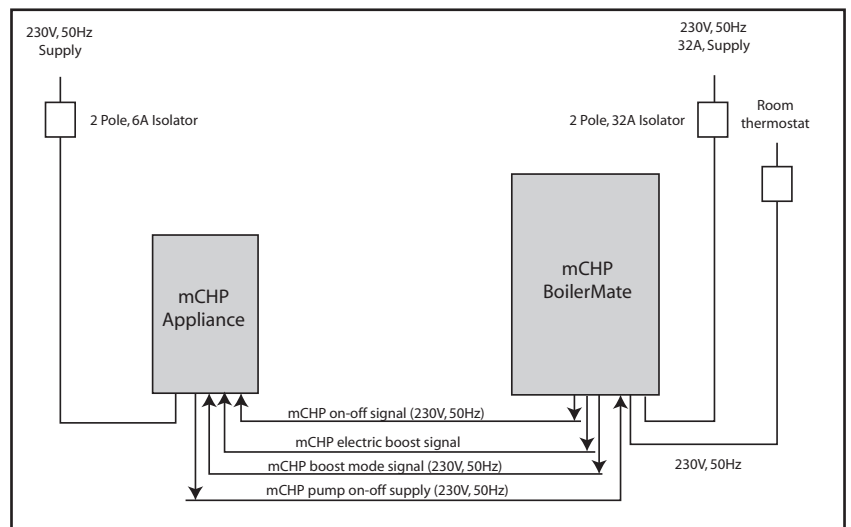 230V, 50Hz
Supply
230V, 50Hz
32A, Supply
2 Pole, 6A Isolator
2 Pole, 32A Isolator
Room
thermostat
mCHP
Appliance
mCHP
BoilerMate
mCHP on-off signal (230V, 50Hz)
mCHP electric boost signal
mCHP boost mode signal (230V, 50Hz)
mCHP pump on-off supply (230V, 50Hz)
230V, 50Hz